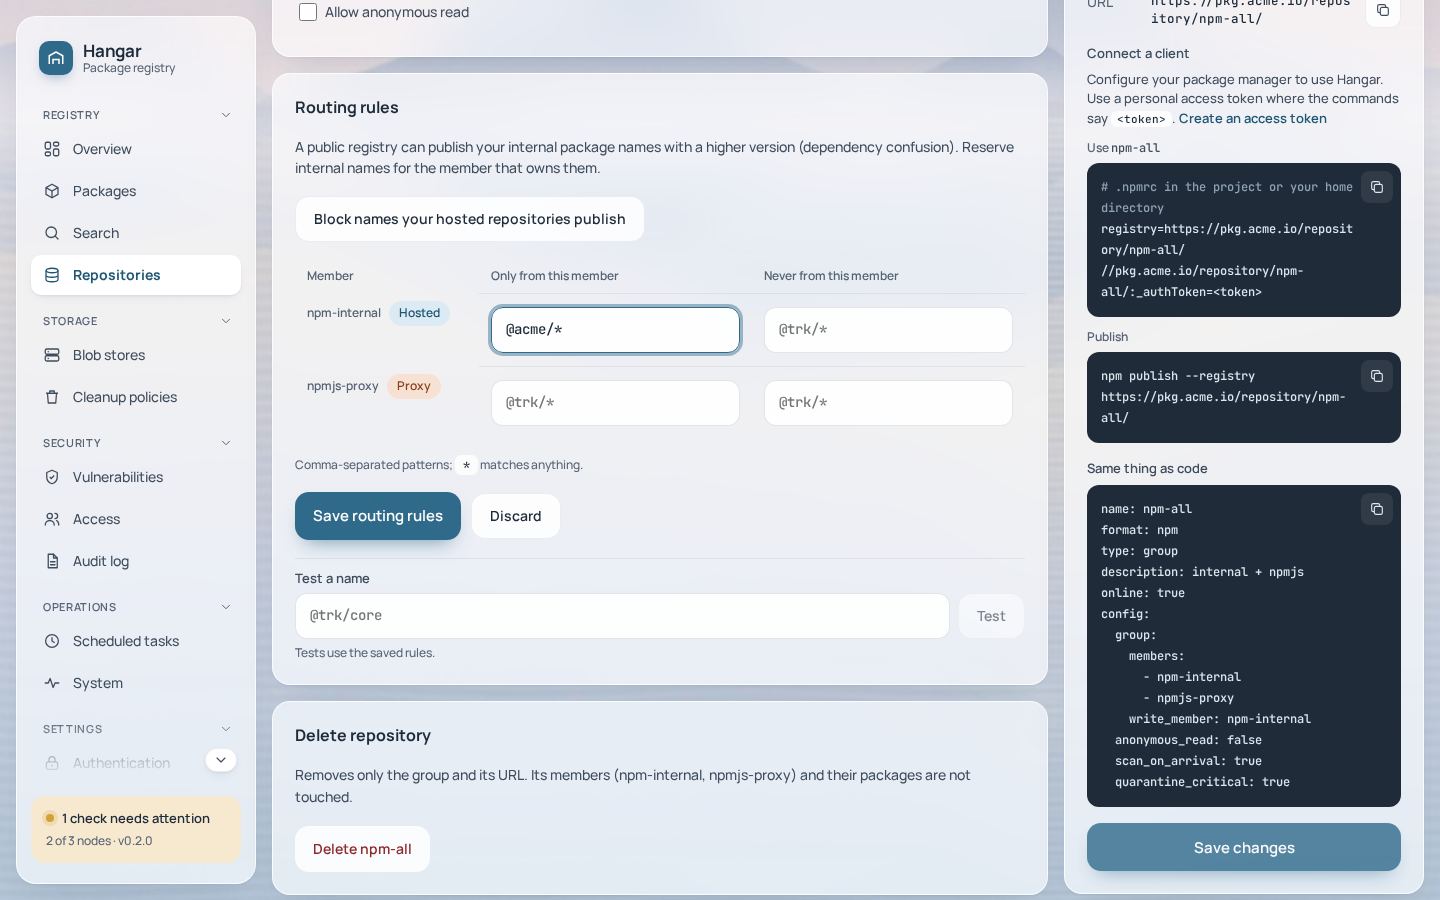 Hangar
Package registry
REGISTRY
Overview
Packages
Search
Repositories
STORAGE
Blob stores
Cleanup policies
SECURITY
Vulnerabilities
Access
Audit log
OPERATIONS
Scheduled tasks
System
SETTINGS
Authentication
1 check needs attention
2 of 3 nodes · v0.2.0
Allow anonymous read
Routing rules
A public registry can publish your internal package names with a higher version (dependency confusion). Reserve
internal names for the member that owns them.
Block names your hosted repositories publish
Member Only from this member Never from this member
npm-internal Hosted @acme/* @trk/*
npmjs-proxy Proxy @trk/* @trk/*
Comma-separated patterns; * matches anything.
Save routing rules Discard
Test a name
@trk/core Test
Tests use the saved rules.
Delete repository
Removes only the group and its URL. Its members (npm-internal, npmjs-proxy) and their packages are not
touched.
Delete npm-all
URL https://pkg.acme.io/repos
itory/npm-all/
Connect a client
Configure your package manager to use Hangar.
Use a personal access token where the commands
say <token> . Create an access token
Use npm-all
# .npmrc in the project or your home
directory
registry=https://pkg.acme.io/reposit
ory/npm-all/
//pkg.acme.io/repository/npm-
all/:_authToken=<token>
Publish
npm publish --registry
https://pkg.acme.io/repository/npm-
all/
Same thing as code
name: npm-all
format: npm
type: group
description: internal + npmjs
online: true
config:
  group:
    members:
      - npm-internal
      - npmjs-proxy
    write_member: npm-internal
  anonymous_read: false
  scan_on_arrival: true
  quarantine_critical: true
Save changes